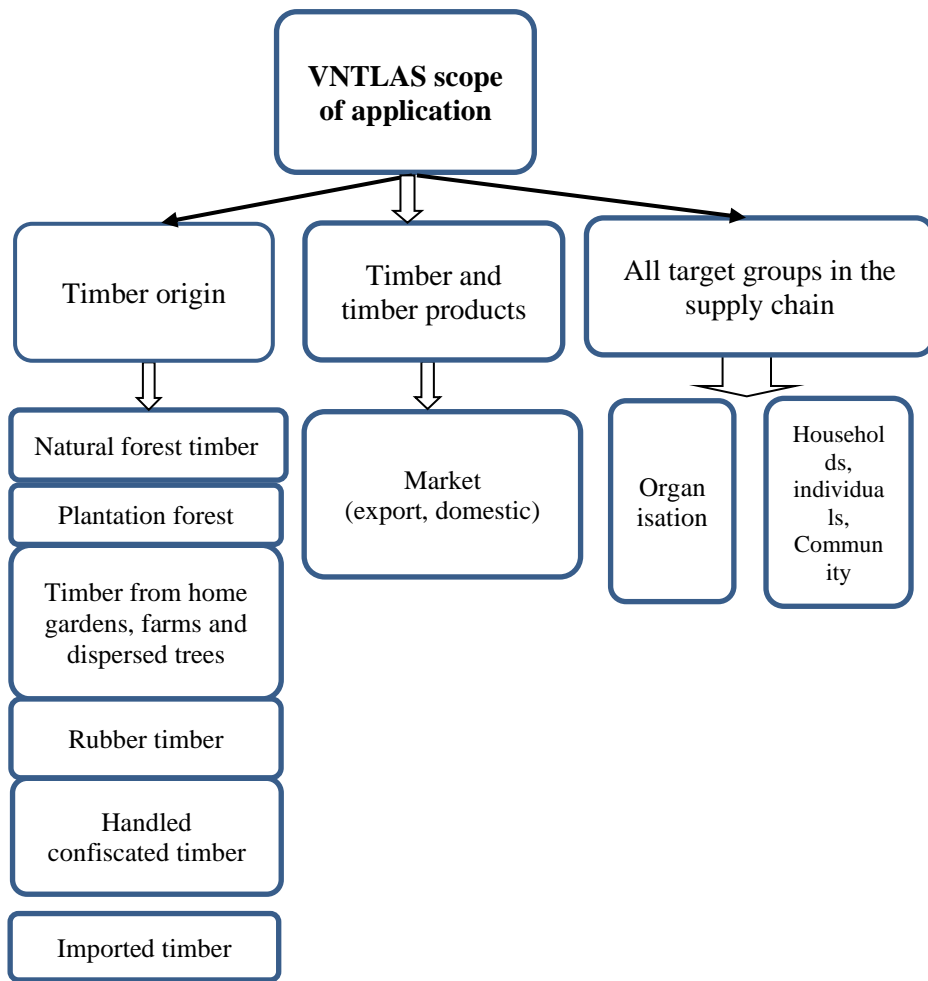 VNTLAS scope
of application
Timber origin
Timber and
timber products
All target groups in the
supply chain
Natural forest timber
Plantation forest
Timber from home
gardens, farms and
dispersed trees
Rubber timber
Handled
confiscated timber
Imported timber
Market
(export, domestic)
Organ
isation
Househol
ds,
individua
ls,
Commun
ity